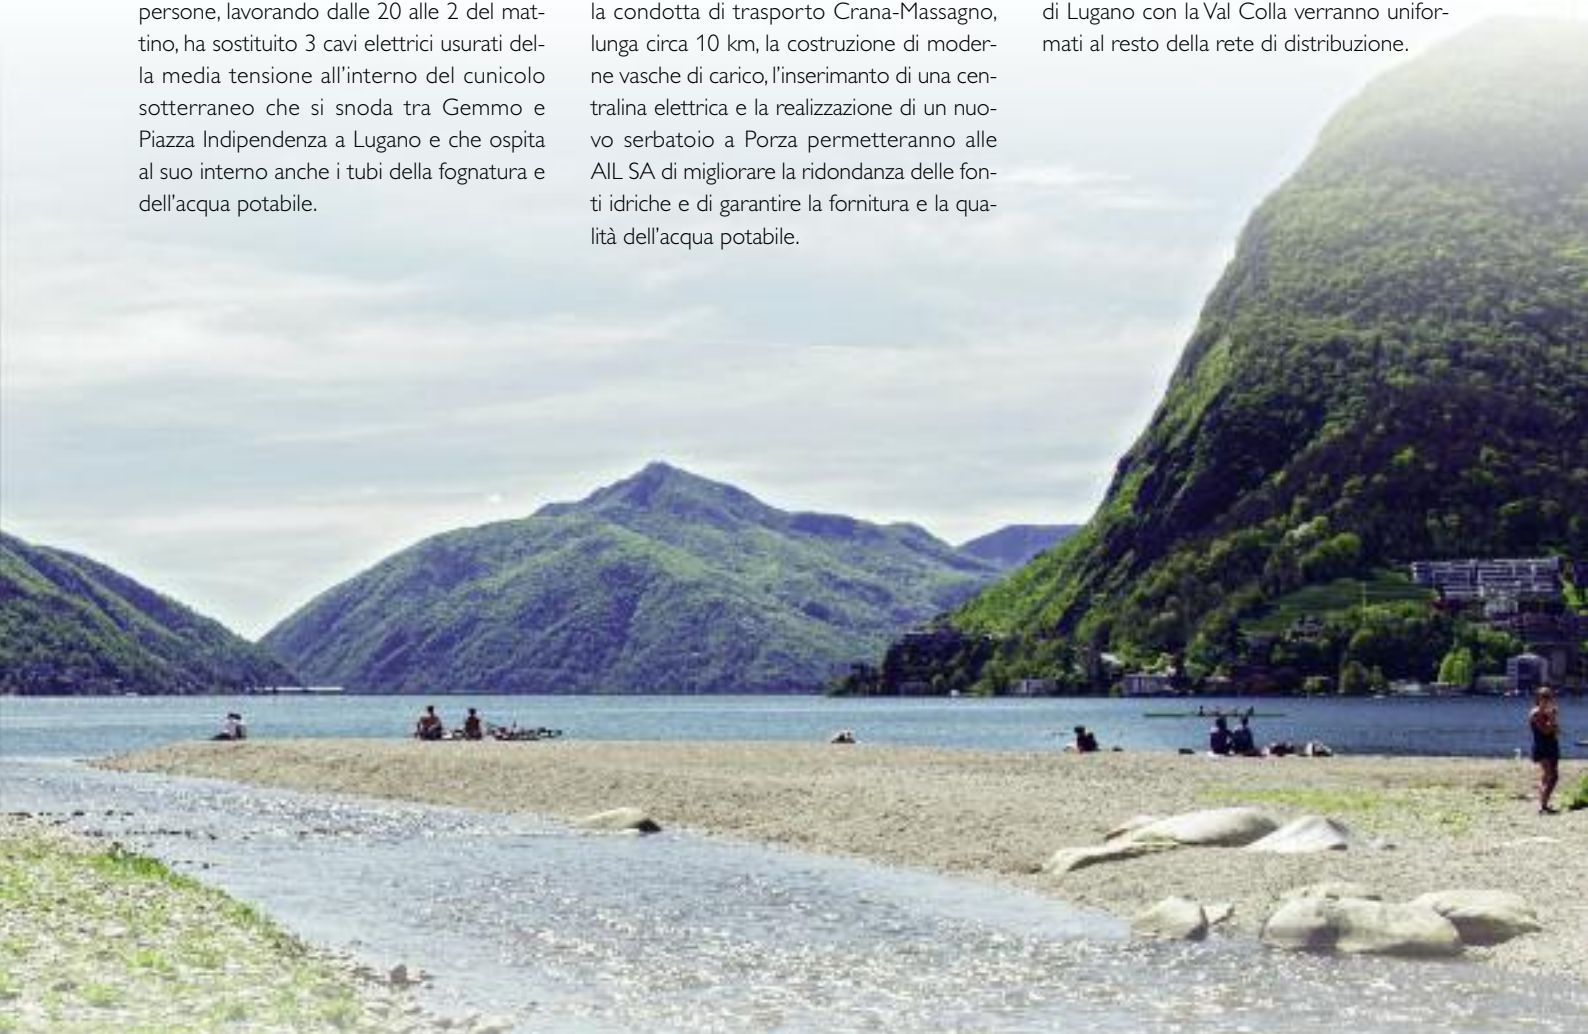 persone, lavorando dalle 20 alle 2 del mat-
tino, ha sostituito 3 cavi elettrici usurati del-
la media tensione all'interno del cunicolo
sotterraneo che si snoda tra Gemmo e
Piazza Indipendenza a Lugano e che ospita
al suo interno anche i tubi della fognatura e
dell'acqua potabile.
la condotta di trasporto Crana-Massagno,
lunga circa 10 km, la costruzione di moder-
ne vasche di carico, l'inserimanto di una cen-
tralina elettrica e la realizzazione di un nuo-
vo serbatoio a Porza permetteranno alle
AIL SA di migliorare la ridondanza delle fon-
ti idriche e di garantire la fornitura e la qua-
lità dell'acqua potabile.
di Lugano con la Val Colla verranno unifor-
mati al resto della rete di distribuzione.